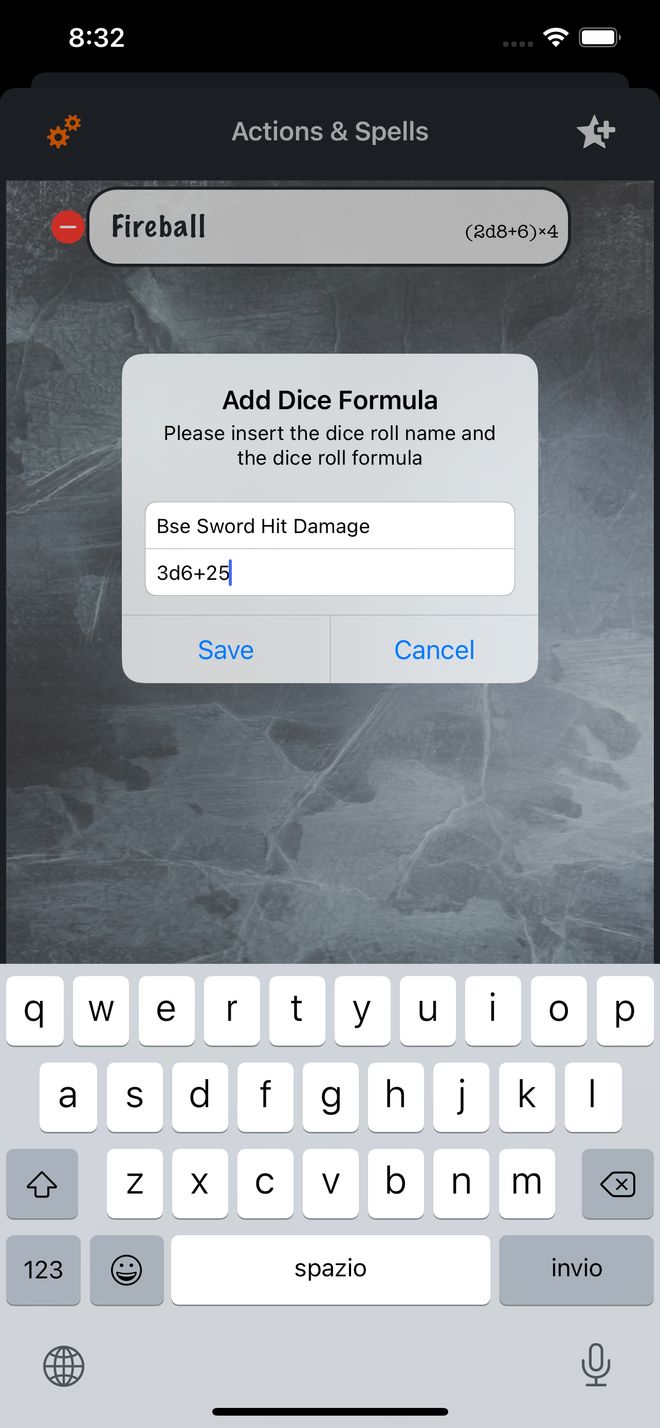 8:32
Actions & Spells
Fireball
(2d8+6)×4
Add Dice Formula
Please insert the dice roll name and
the dice roll formula
Bse Sword Hit Damage
3d6+25
Save Cancel
q w e r t y u i o p
a s d f g h j k l
z x c v b n m
123 spazio invio